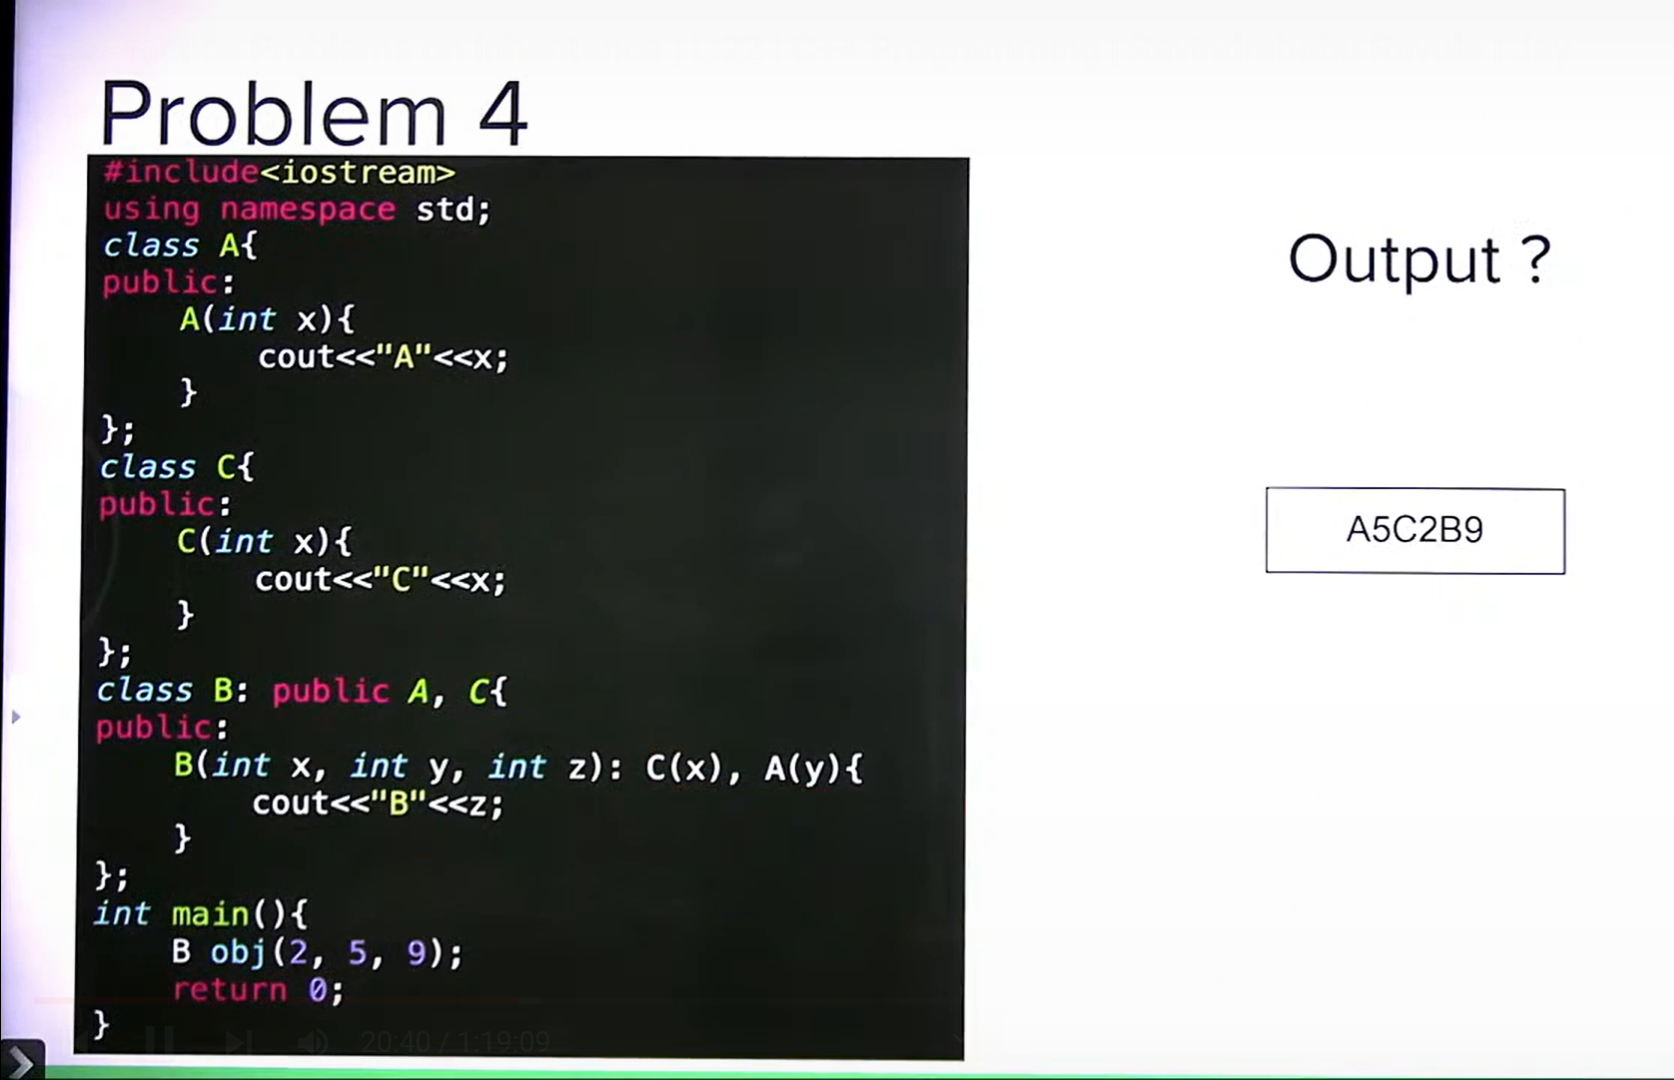 Problem 4
#include<iostream>
using namespace std;
class A{
public:
    A(int x){
        cout<<"A"<<x;
    }
};
class C{
public:
    C(int x){
        cout<<"C"<<x;
    }
};
class B: public A, C{
public:
    B(int x, int y, int z): C(x), A(y){
        cout<<"B"<<z;
    }
};
int main(){
    B obj(2, 5, 9);
    return 0;
}
Output ?
A5C2B9
20:40 / 1:19:09